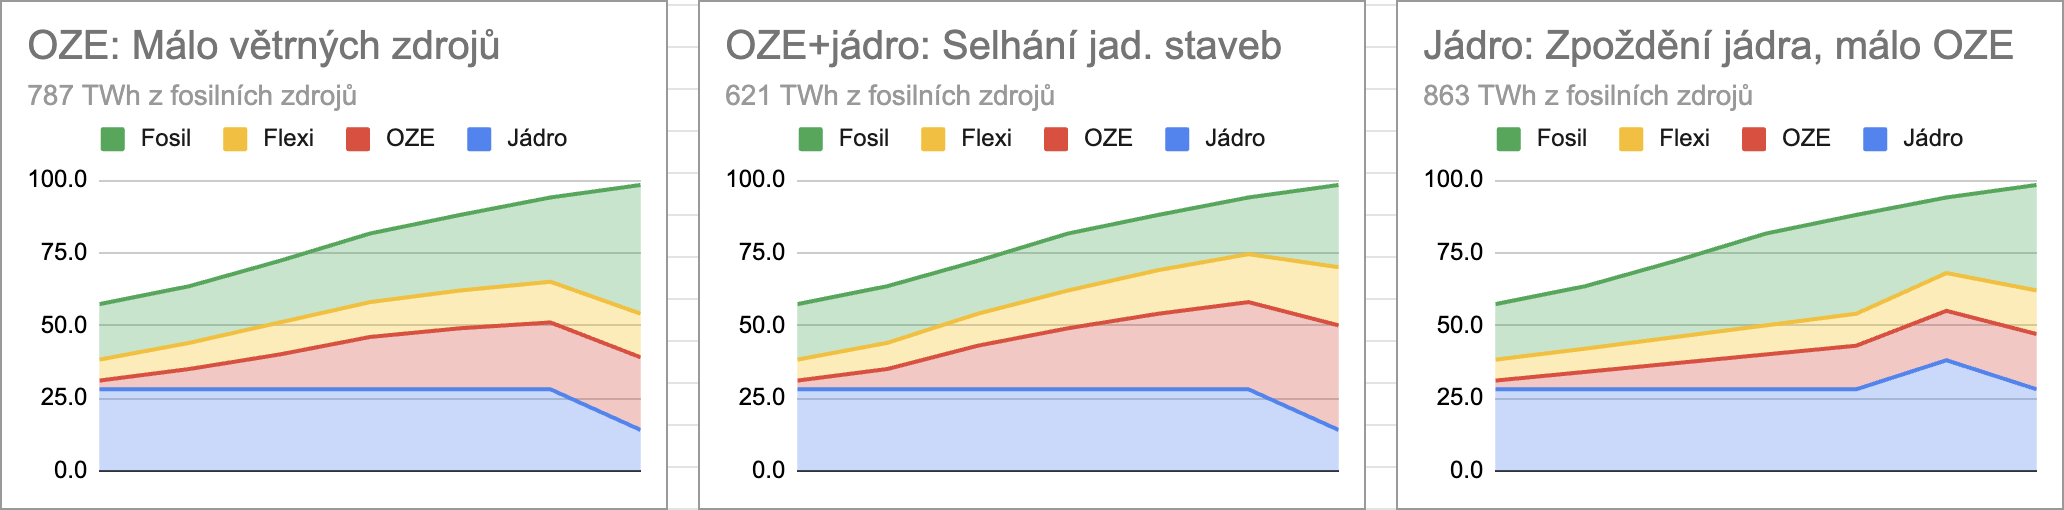 OZE: Málo větrných zdrojů
787 TWh z fosilních zdrojů
Fosil Flexi OZE Jádro
100.0
75.0
50.0
25.0
0.0
OZE+jádro: Selhání jad. staveb
621 TWh z fosilních zdrojů
Fosil Flexi OZE Jádro
100.0
75.0
50.0
25.0
0.0
Jádro: Zpoždění jádra, málo OZE
863 TWh z fosilních zdrojů
Fosil Flexi OZE Jádro
100.0
75.0
50.0
25.0
0.0